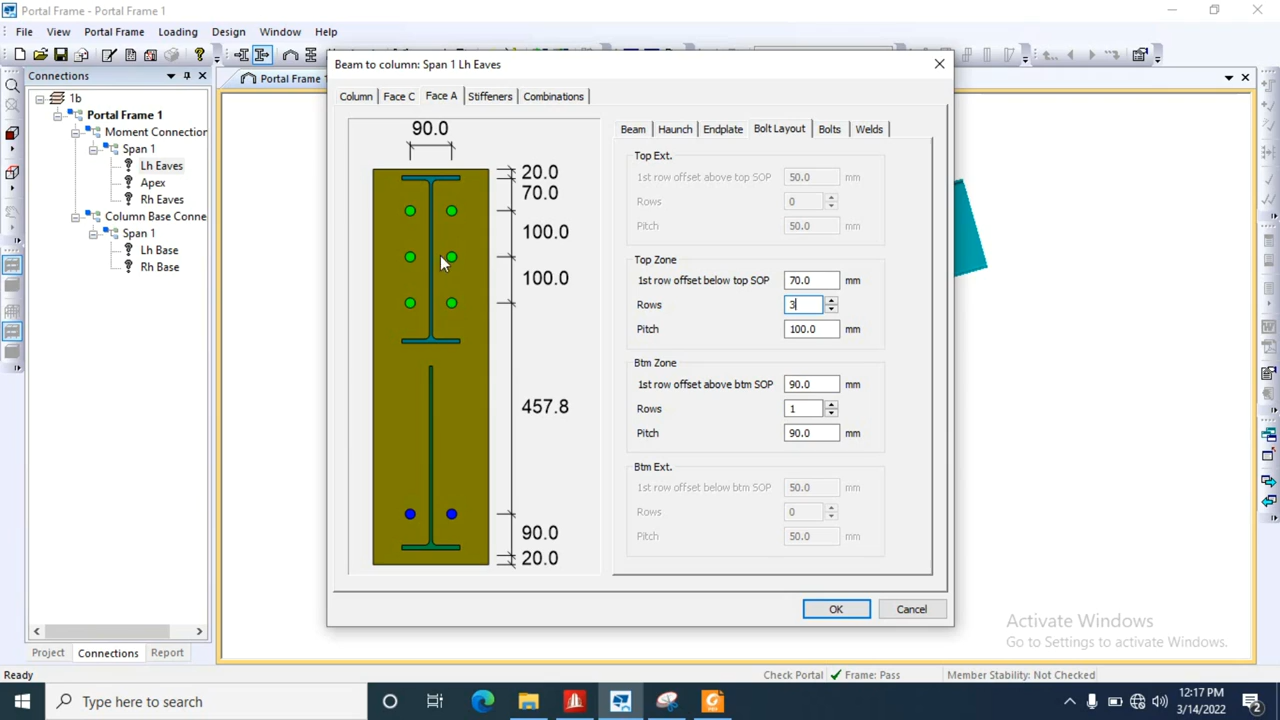 Portal Frame - [Portal Frame 1]
File View Portal Frame Loading Design Window Help
Connections
1b
Portal Frame 1
Moment Connection
Span 1
Lh Eaves
Apex
Rh Eaves
Column Base Conne
Span 1
Lh Base
Rh Base
Project Connections Report
Portal Frame 1
Beam to column: Span 1 Lh Eaves
Column Face C Face A Stiffeners Combinations
90.0
20.0
70.0
100.0
100.0
457.8
90.0
20.0
Beam Haunch Endplate Bolt Layout Bolts Welds
Top Ext.
1st row offset above top SOP 50.0 mm
Rows 0
Pitch 50.0 mm
Top Zone
1st row offset below top SOP 70.0 mm
Rows 3
Pitch 100.0 mm
Btm Zone
1st row offset above btm SOP 90.0 mm
Rows 1
Pitch 90.0 mm
Btm Ext.
1st row offset below btm SOP 50.0 mm
Rows 0
Pitch 50.0 mm
OK Cancel
Activate Windows
Go to Settings to activate Windows.
Ready Check Portal Frame: Pass Member Stability: Not Checked
Type here to search
12:17 PM
3/14/2022
2